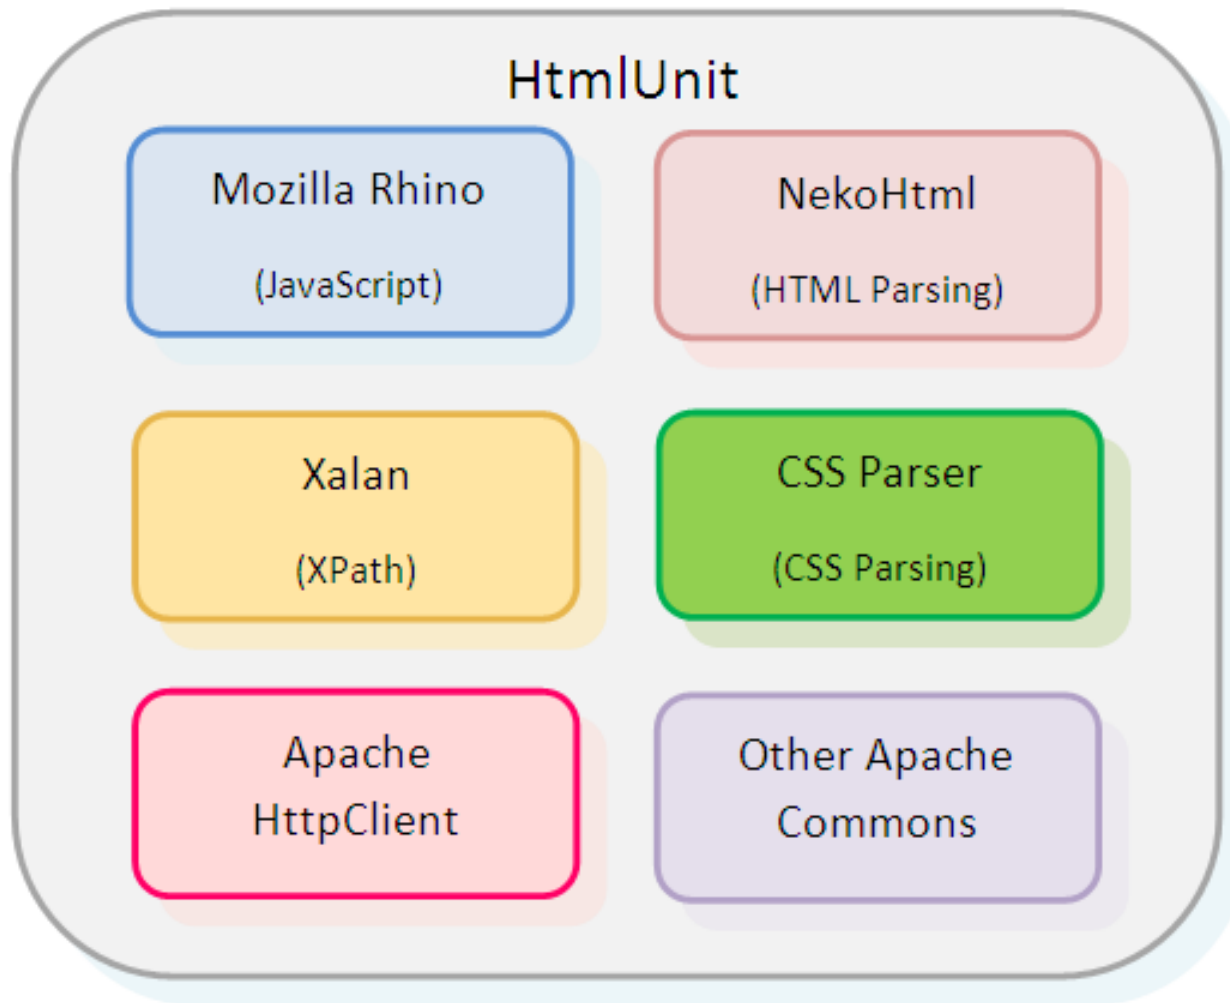 HtmlUnit
Mozilla Rhino
(JavaScript)
NekoHtml
(HTML Parsing)
Xalan
(XPath)
CSS Parser
(CSS Parsing)
Apache
HttpClient
Other Apache
Commons